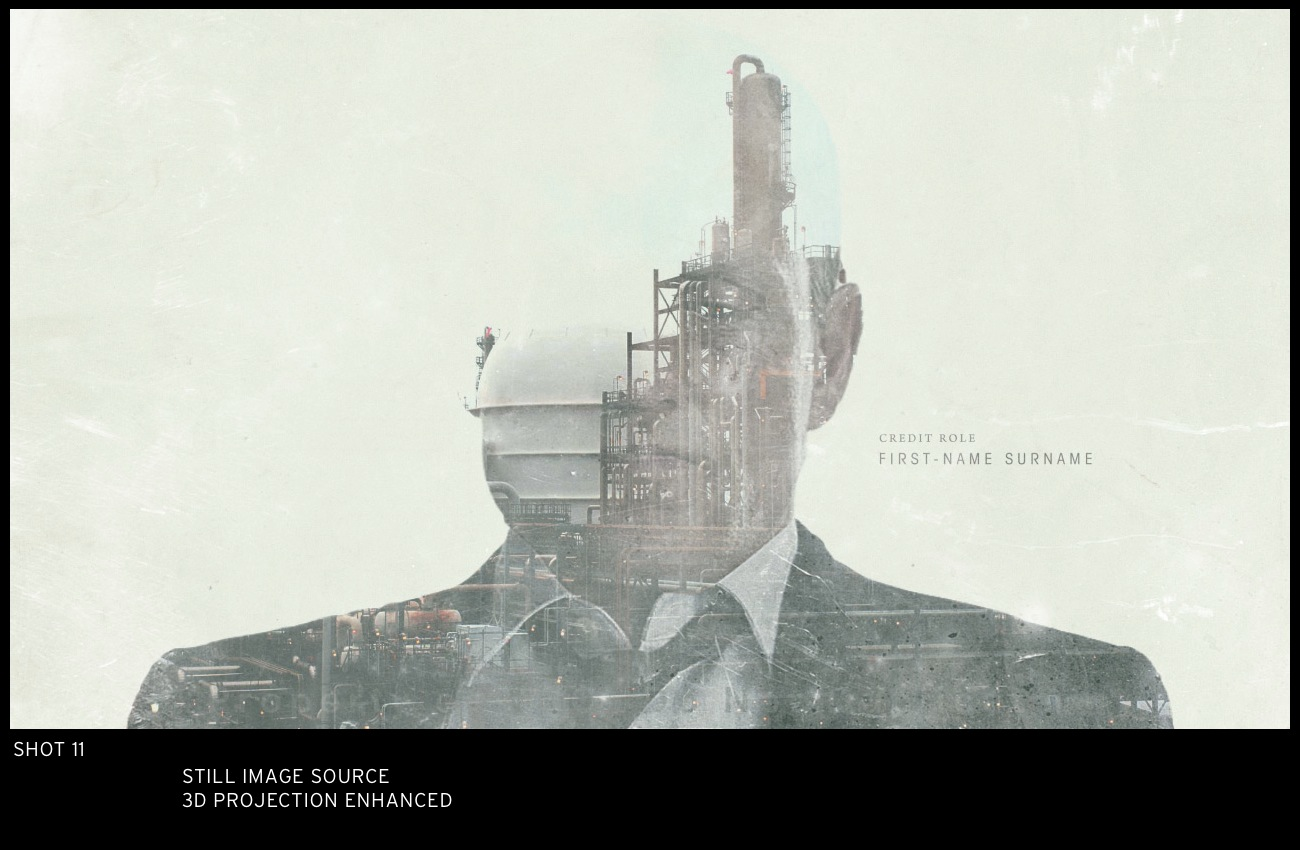 CREDIT ROLE
FIRST-NAME SURNAME
SHOT 11
STILL IMAGE SOURCE
3D PROJECTION ENHANCED